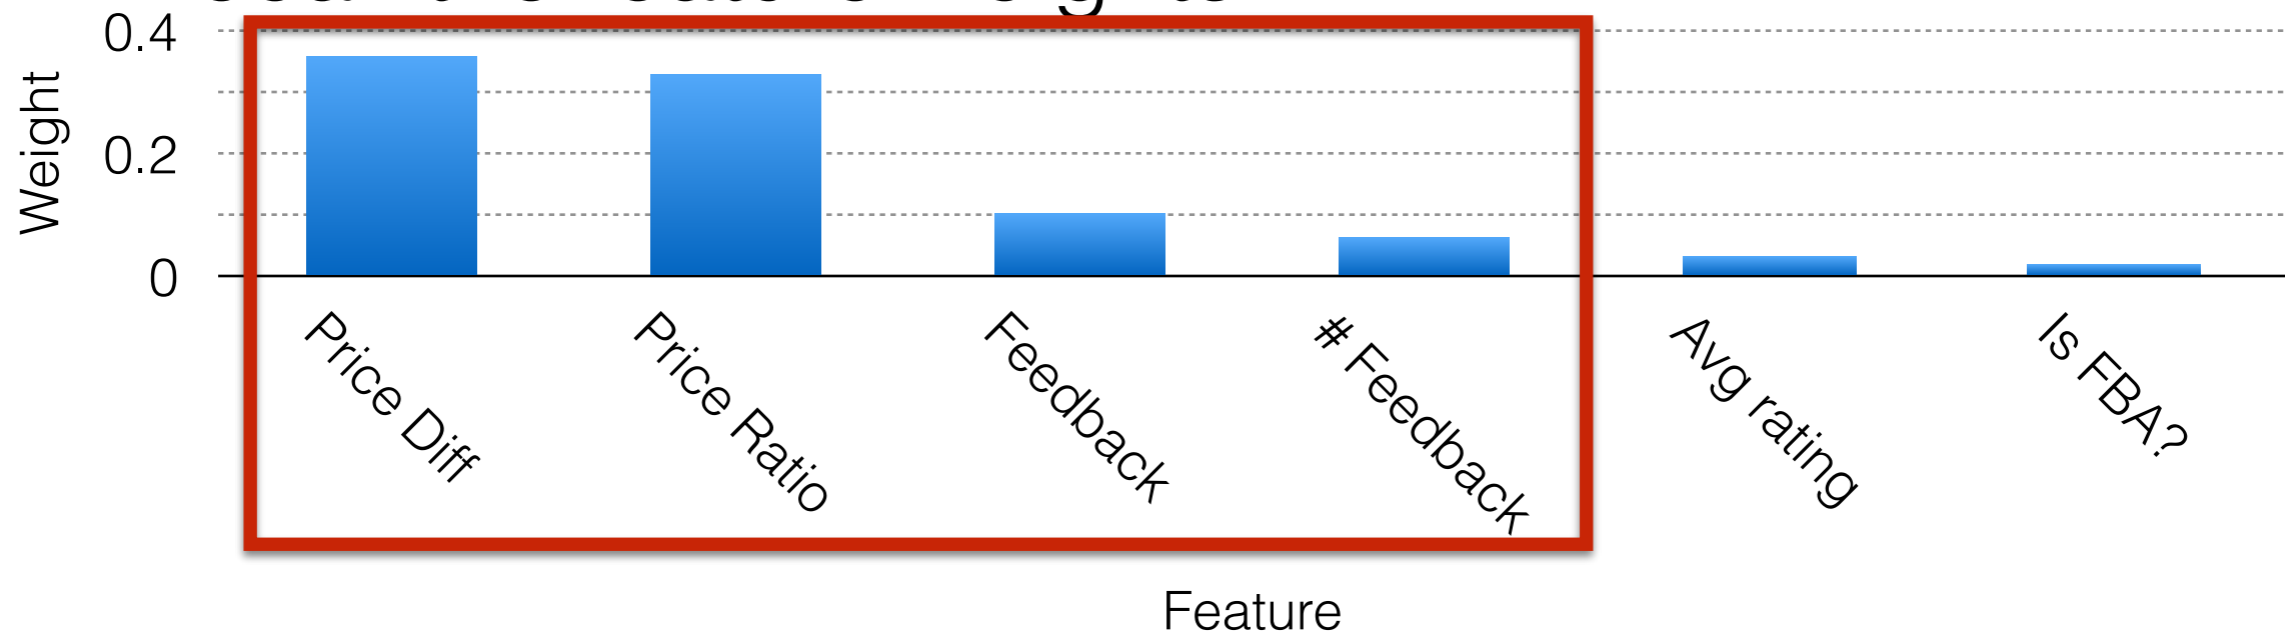 0.4
0.2
0
Weight
Price Diff
Price Ratio
Feedback
# Feedback
Avg rating
Is FBA?
Feature